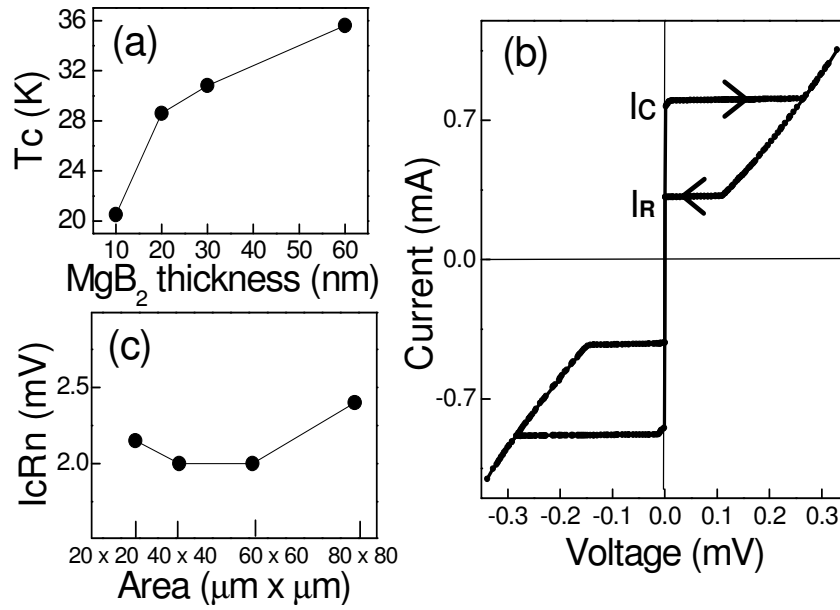 (a)
Tc (K)
36
32
28
24
20
10 20 30 40 50 60
MgB₂ thickness (nm)
(b)
Current (mA)
0.7
0.0
-0.7
IC
IR
-0.3 -0.2 -0.1 0.0 0.1 0.2 0.3
Voltage (mV)
(c)
IcRn (mV)
2.5
2.0
20 x 20 40 x 40 60 x 60 80 x 80
Area (μm x μm)